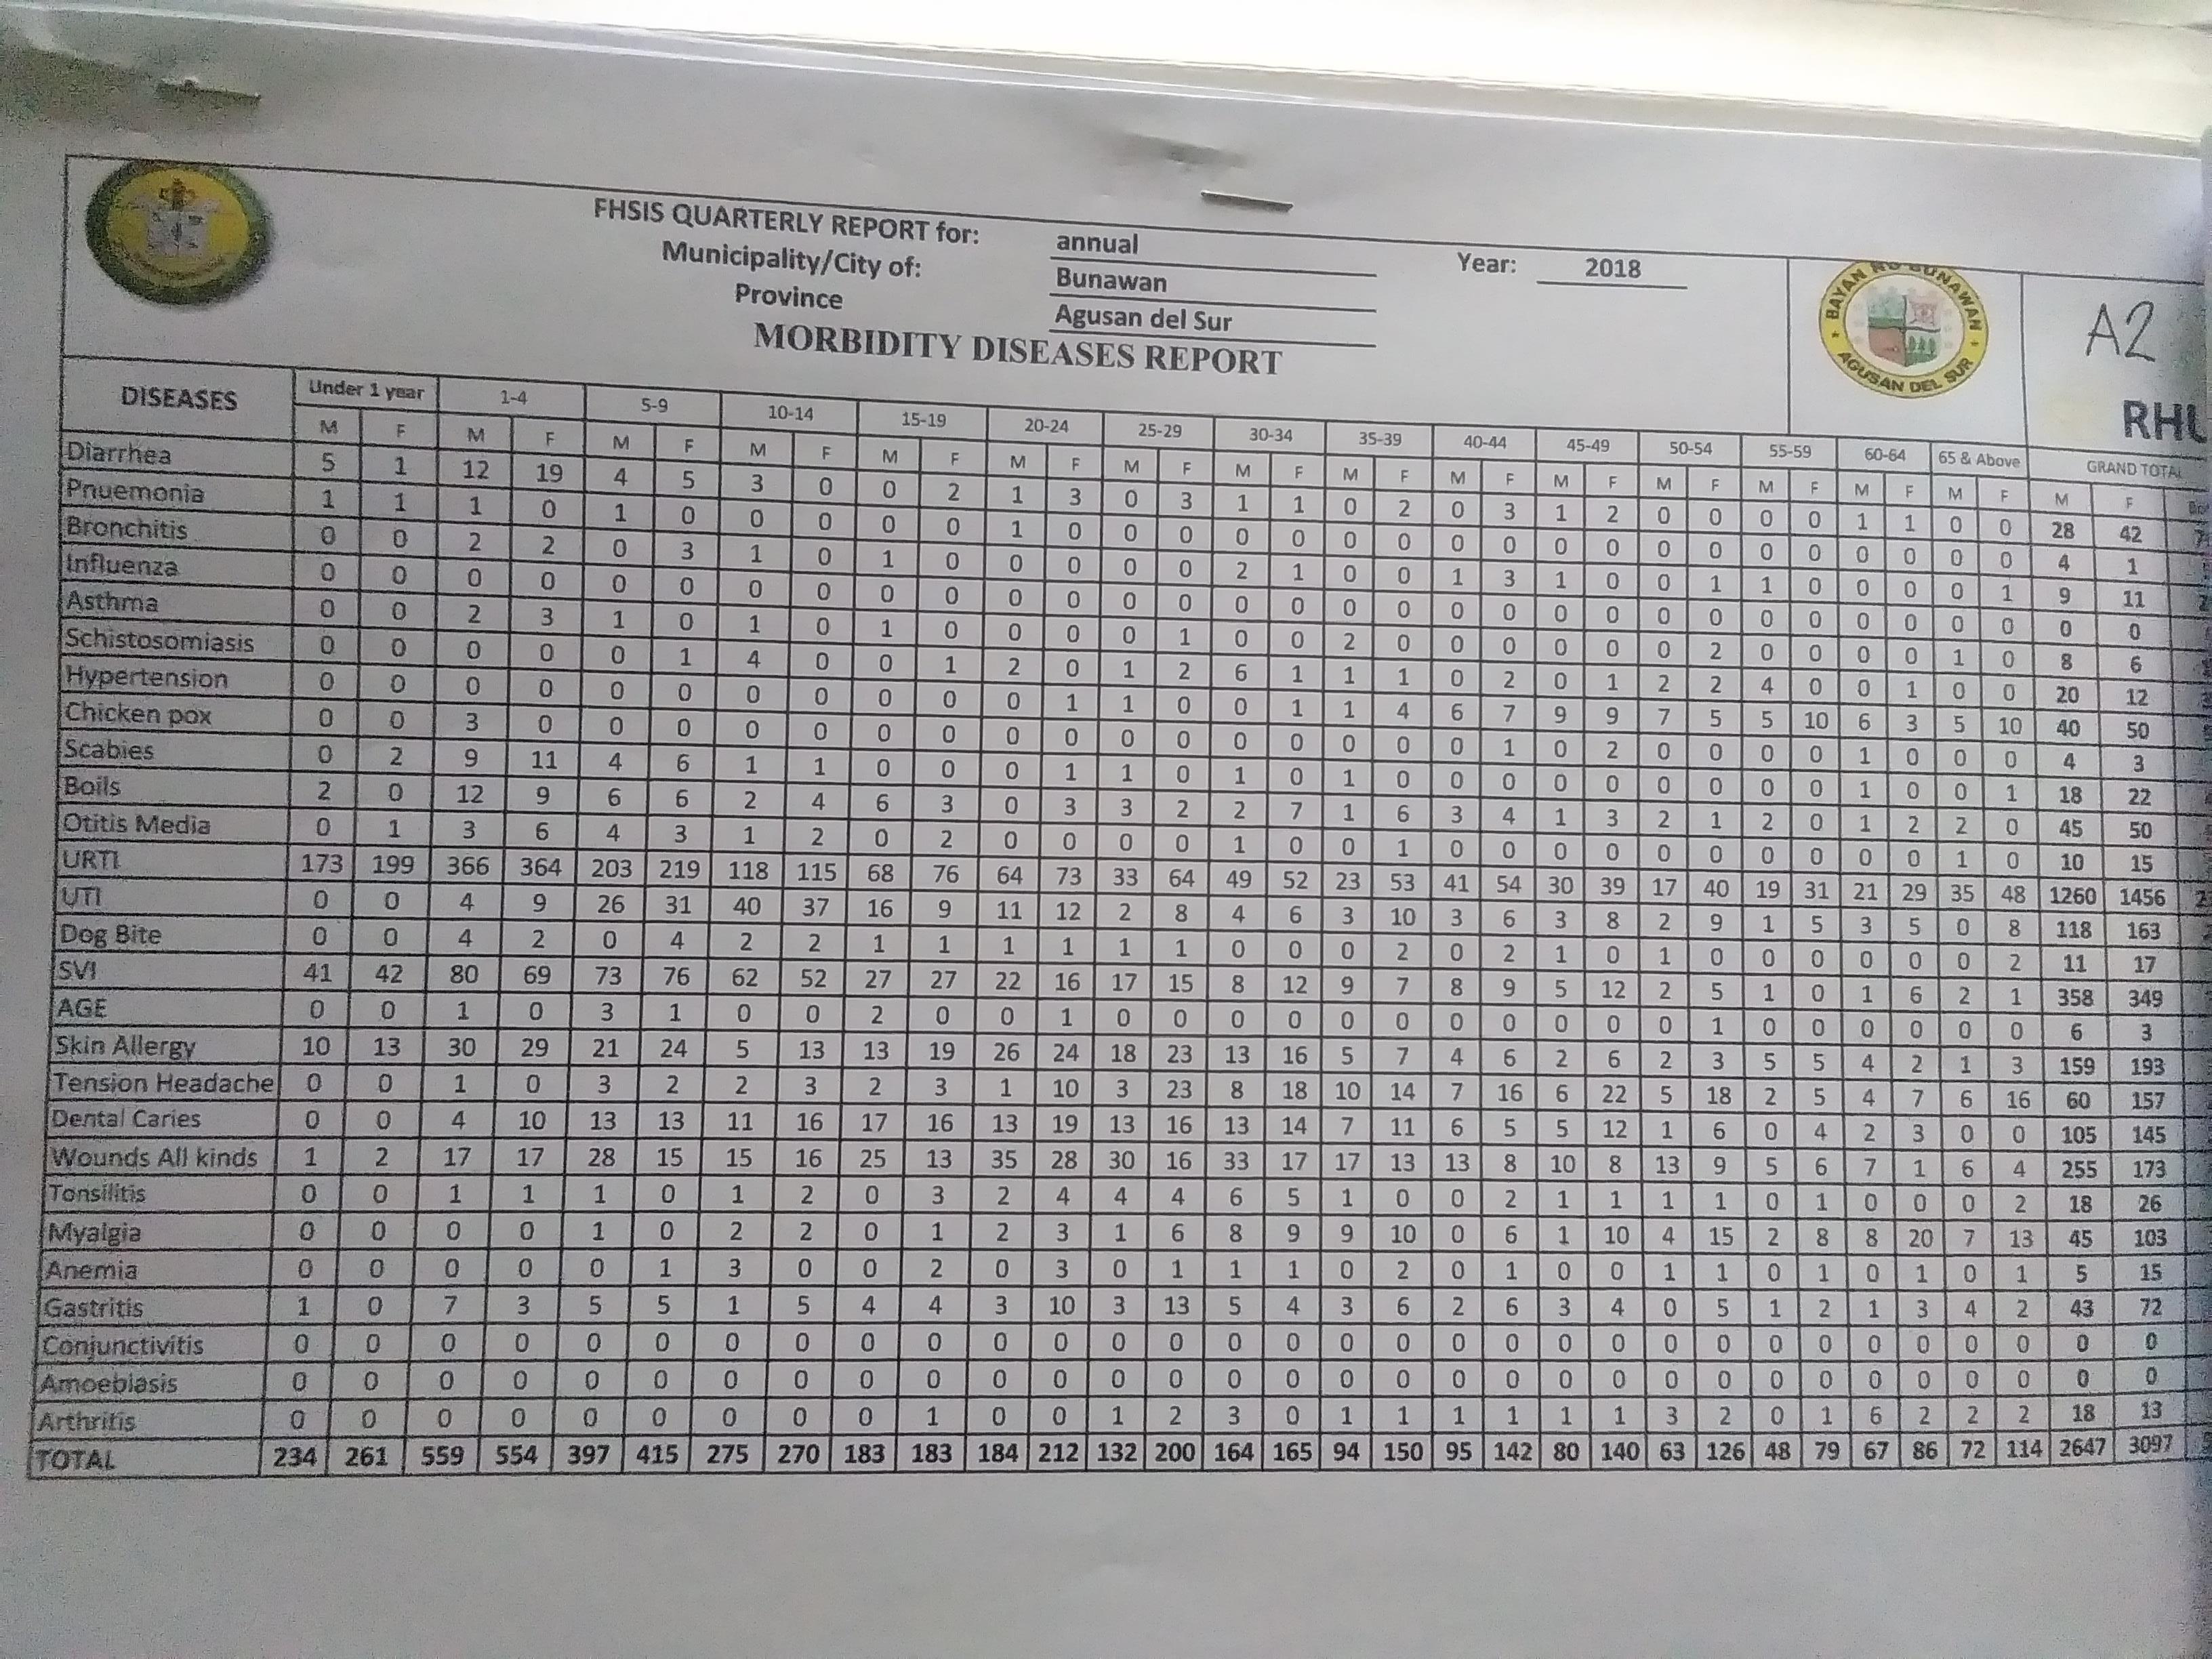 FHSIS QUARTERLY REPORT for: annual
Municipality/City of: Bunawan Year: 2018
Province Agusan del Sur
MORBIDITY DISEASES REPORT
BAYAN NG BUNAWAN
AGUSAN DEL SUR
A2
RHU
DISEASES Under 1 year 1-4 5-9 10-14 15-19 20-24 25-29 30-34 35-39 40-44 45-49 50-54 55-59 60-64 65 & Above GRAND TOTAL
M F M F M F M F M F M F M F M F M F M F M F M F M F M F M F M F
Diarrhea 5 1 12 19 4 5 3 0 0 2 1 3 0 3 1 1 0 2 0 3 1 2 0 0 0 0 1 1 0 0 28 42
Pnuemonia 1 1 1 0 1 0 0 0 0 0 1 0 0 0 0 0 0 0 0 0 0 0 0 0 0 0 0 0 0 0 4 1
Bronchitis 0 0 2 2 0 3 1 0 1 0 0 0 0 0 2 1 0 0 1 3 1 0 0 1 1 0 0 0 0 1 9 11
Influenza 0 0 0 0 0 0 0 0 0 0 0 0 0 0 0 0 0 0 0 0 0 0 0 0 0 0 0 0 0 0 0 0
Asthma 0 0 2 3 1 0 1 0 1 0 0 0 0 1 0 0 2 0 0 0 0 0 0 2 0 0 0 0 1 0 8 6
Schistosomiasis 0 0 0 0 0 1 4 0 0 1 2 0 1 2 6 1 1 1 0 2 0 1 2 2 4 0 0 1 0 0 20 12
Hypertension 0 0 0 0 0 0 0 0 0 0 0 1 1 0 0 1 1 4 6 7 9 9 7 5 5 10 6 3 5 10 40 50
Chicken pox 0 0 3 0 0 0 0 0 0 0 0 0 0 0 0 0 0 0 0 1 0 2 0 0 0 0 1 0 0 0 4 3
Scabies 0 2 9 11 4 6 1 1 0 0 0 1 1 0 1 0 1 0 0 0 0 0 0 0 0 0 1 0 0 1 18 22
Boils 2 0 12 9 6 6 2 4 6 3 0 3 3 2 2 7 1 6 3 4 1 3 2 1 2 0 1 2 2 0 45 50
Otitis Media 0 1 3 6 4 3 1 2 0 2 0 0 0 0 1 0 0 1 0 0 0 0 0 0 0 0 0 0 1 0 10 15
URTI 173 199 366 364 203 219 118 115 68 76 64 73 33 64 49 52 23 53 41 54 30 39 17 40 19 31 21 29 35 48 1260 1456
UTI 0 0 4 9 26 31 40 37 16 9 11 12 2 8 4 6 3 10 3 6 3 8 2 9 1 5 3 5 0 8 118 163
Dog Bite 0 0 4 2 0 4 2 2 1 1 1 1 1 1 0 0 0 2 0 2 1 0 1 0 0 0 0 0 0 2 11 17
SVI 41 42 80 69 73 76 62 52 27 27 22 16 17 15 8 12 9 7 8 9 5 12 2 5 1 0 1 6 2 1 358 349
AGE 0 0 1 0 3 1 0 0 2 0 0 1 0 0 0 0 0 0 0 0 0 0 0 1 0 0 0 0 0 0 6 3
Skin Allergy 10 13 30 29 21 24 5 13 13 19 26 24 18 23 13 16 5 7 4 6 2 6 2 3 5 5 4 2 1 3 159 193
Tension Headache 0 0 1 0 3 2 2 3 2 3 1 10 3 23 8 18 10 14 7 16 6 22 5 18 2 5 4 7 6 16 60 157
Dental Caries 0 0 4 10 13 13 11 16 17 16 13 19 13 16 13 14 7 11 6 5 5 12 1 6 0 4 2 3 0 0 105 145
Wounds All kinds 1 2 17 17 28 15 15 16 25 13 35 28 30 16 33 17 17 13 13 8 10 8 13 9 5 6 7 1 6 4 255 173
Tonsilitis 0 0 1 1 1 0 1 2 0 3 2 4 4 4 6 5 1 0 0 2 1 1 1 1 0 1 0 0 0 2 18 26
Myalgia 0 0 0 0 1 0 2 2 0 1 2 3 1 6 8 9 9 10 0 6 1 10 4 15 2 8 8 20 7 13 45 103
Anemia 0 0 0 0 0 1 3 0 0 2 0 3 0 1 1 1 0 2 0 1 0 0 1 1 0 1 0 1 0 1 5 15
Gastritis 1 0 7 3 5 5 1 5 4 4 3 10 3 13 5 4 3 6 2 6 3 4 0 5 1 2 1 3 4 2 43 72
Conjunctivitis 0 0 0 0 0 0 0 0 0 0 0 0 0 0 0 0 0 0 0 0 0 0 0 0 0 0 0 0 0 0 0 0
Amoebiasis 0 0 0 0 0 0 0 0 0 0 0 0 0 0 0 0 0 0 0 0 0 0 0 0 0 0 0 0 0 0 0 0
Arthritis 0 0 0 0 0 0 0 0 0 1 0 0 1 2 3 0 1 1 1 1 1 1 3 2 0 1 6 2 2 2 18 13
TOTAL 234 261 559 554 397 415 275 270 183 183 184 212 132 200 164 165 94 150 95 142 80 140 63 126 48 79 67 86 72 114 2647 3097